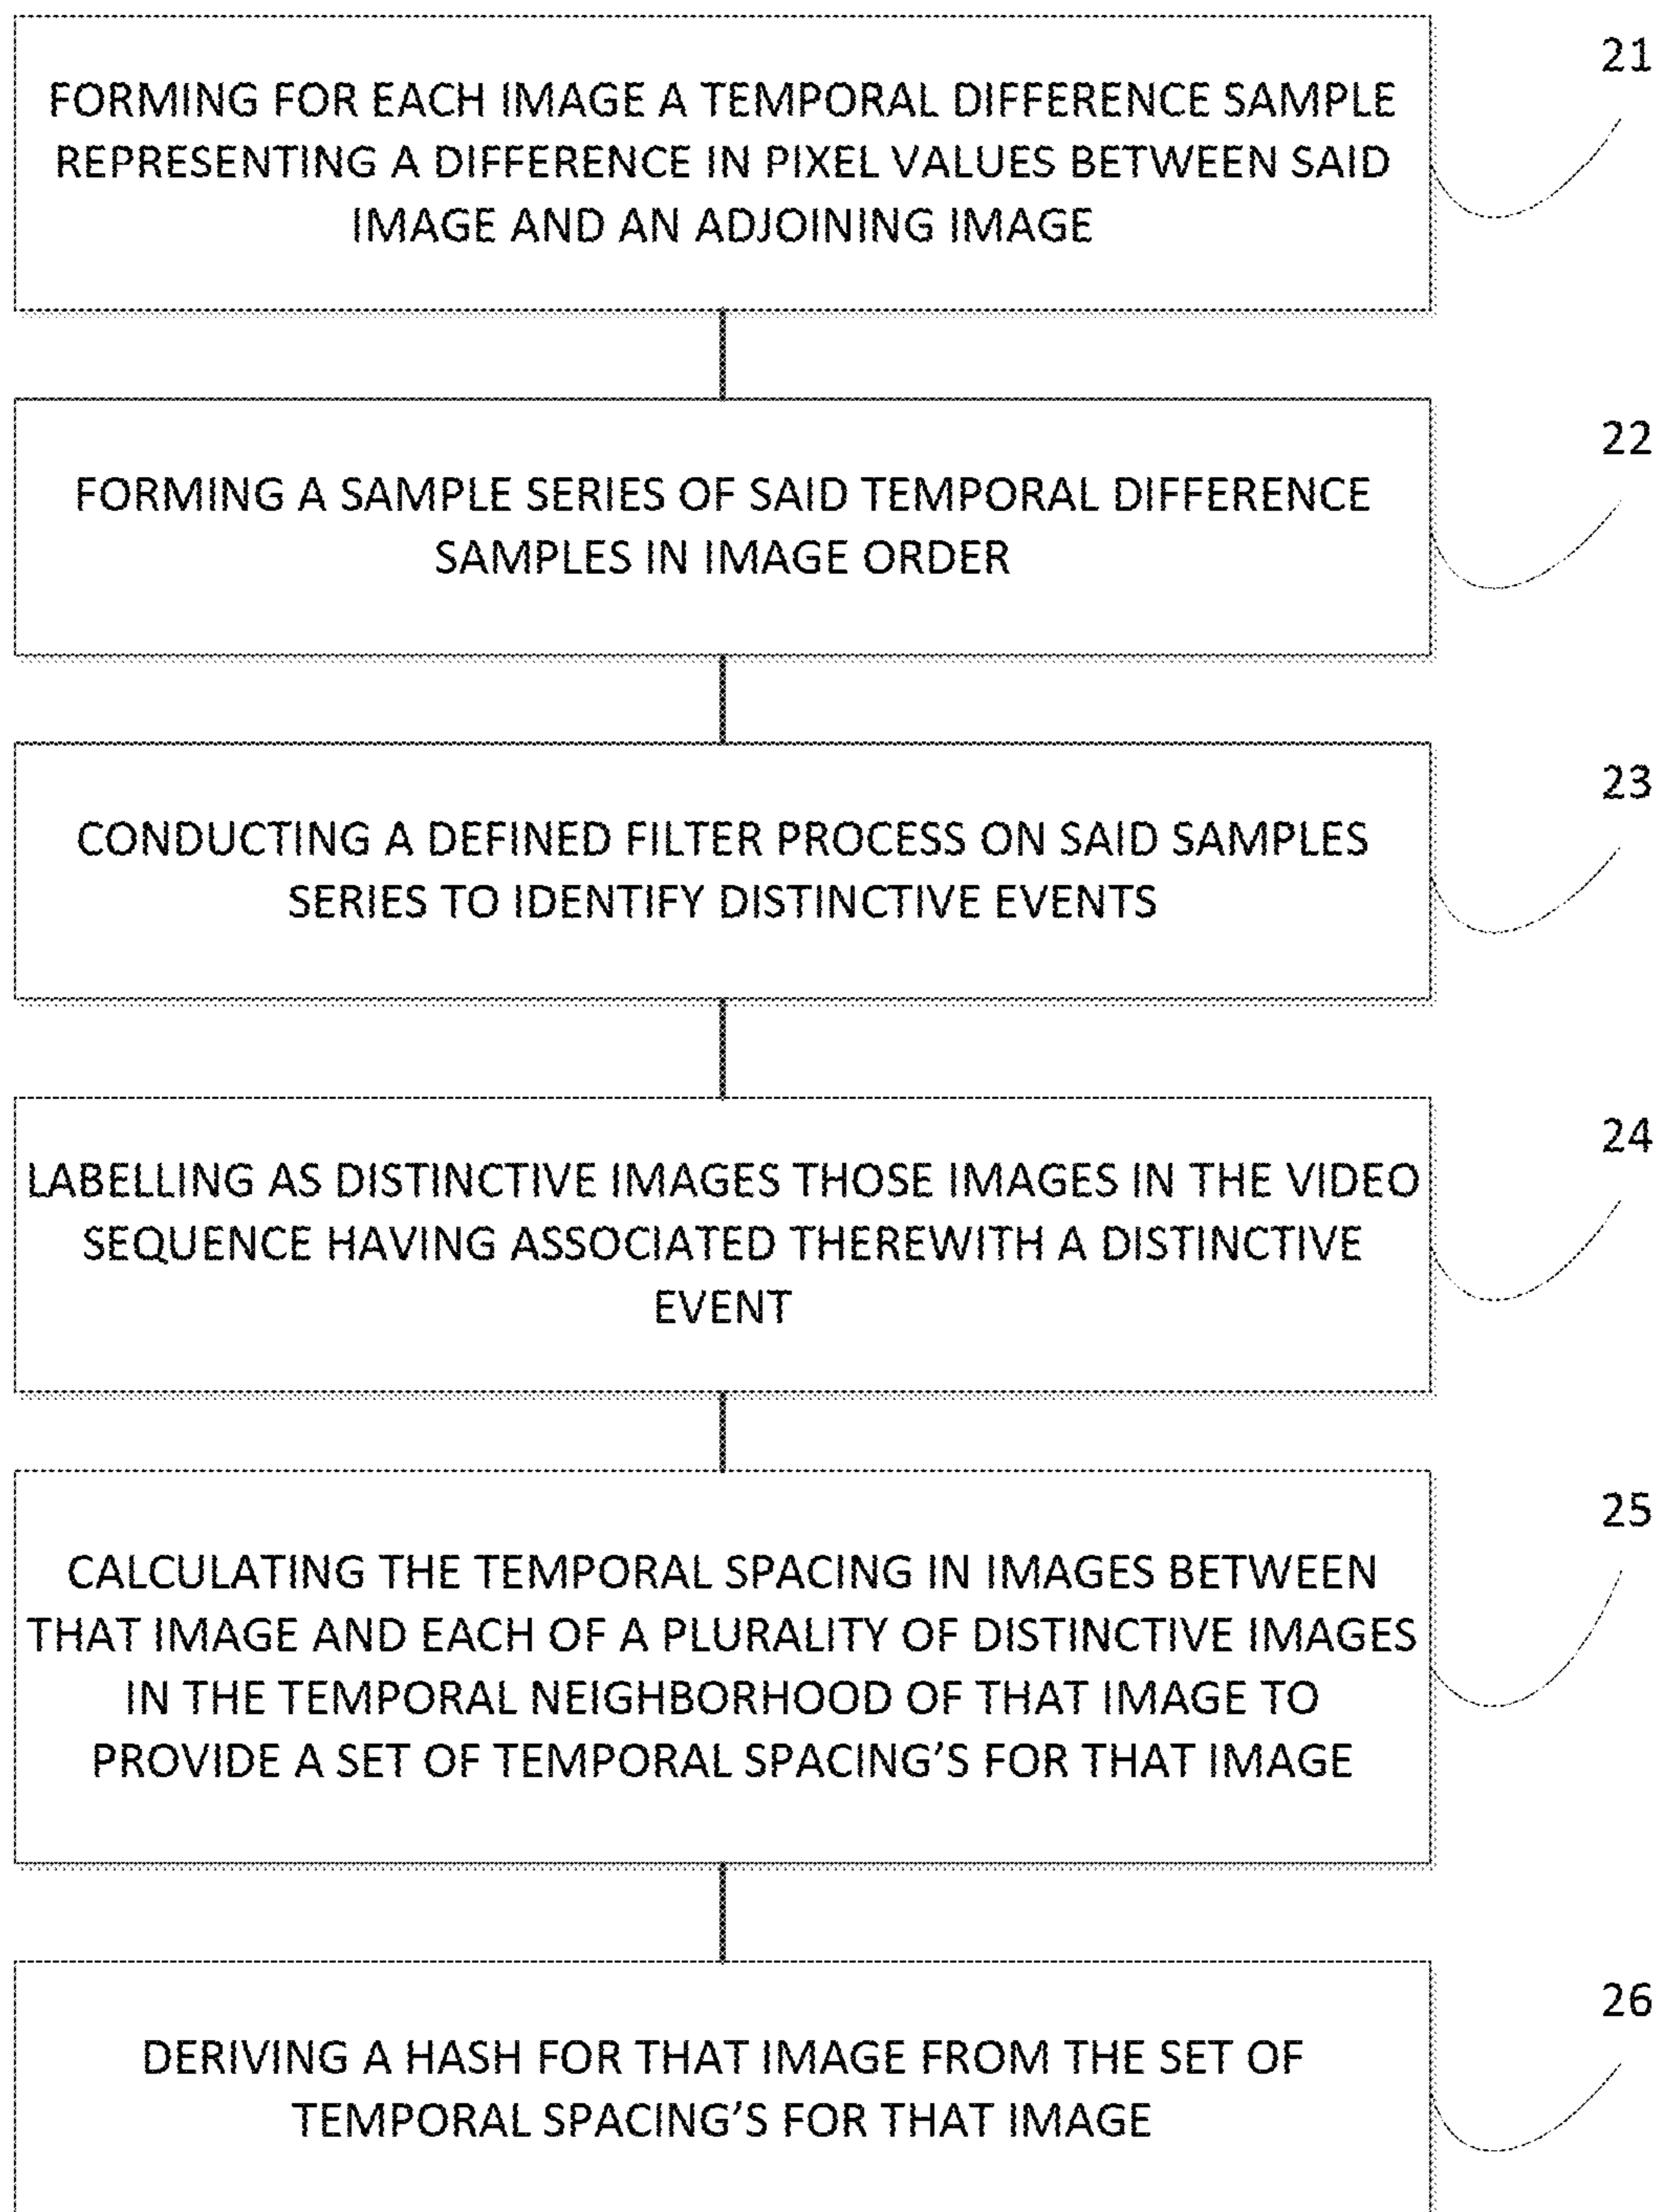 21
FORMING FOR EACH IMAGE A TEMPORAL DIFFERENCE SAMPLE
REPRESENTING A DIFFERENCE IN PIXEL VALUES BETWEEN SAID
IMAGE AND AN ADJOINING IMAGE
22
FORMING A SAMPLE SERIES OF SAID TEMPORAL DIFFERENCE
SAMPLES IN IMAGE ORDER
23
CONDUCTING A DEFINED FILTER PROCESS ON SAID SAMPLES
SERIES TO IDENTIFY DISTINCTIVE EVENTS
24
LABELLING AS DISTINCTIVE IMAGES THOSE IMAGES IN THE VIDEO
SEQUENCE HAVING ASSOCIATED THEREWITH A DISTINCTIVE
EVENT
25
CALCULATING THE TEMPORAL SPACING IN IMAGES BETWEEN
THAT IMAGE AND EACH OF A PLURALITY OF DISTINCTIVE IMAGES
IN THE TEMPORAL NEIGHBORHOOD OF THAT IMAGE TO
PROVIDE A SET OF TEMPORAL SPACING’S FOR THAT IMAGE
26
DERIVING A HASH FOR THAT IMAGE FROM THE SET OF
TEMPORAL SPACING’S FOR THAT IMAGE